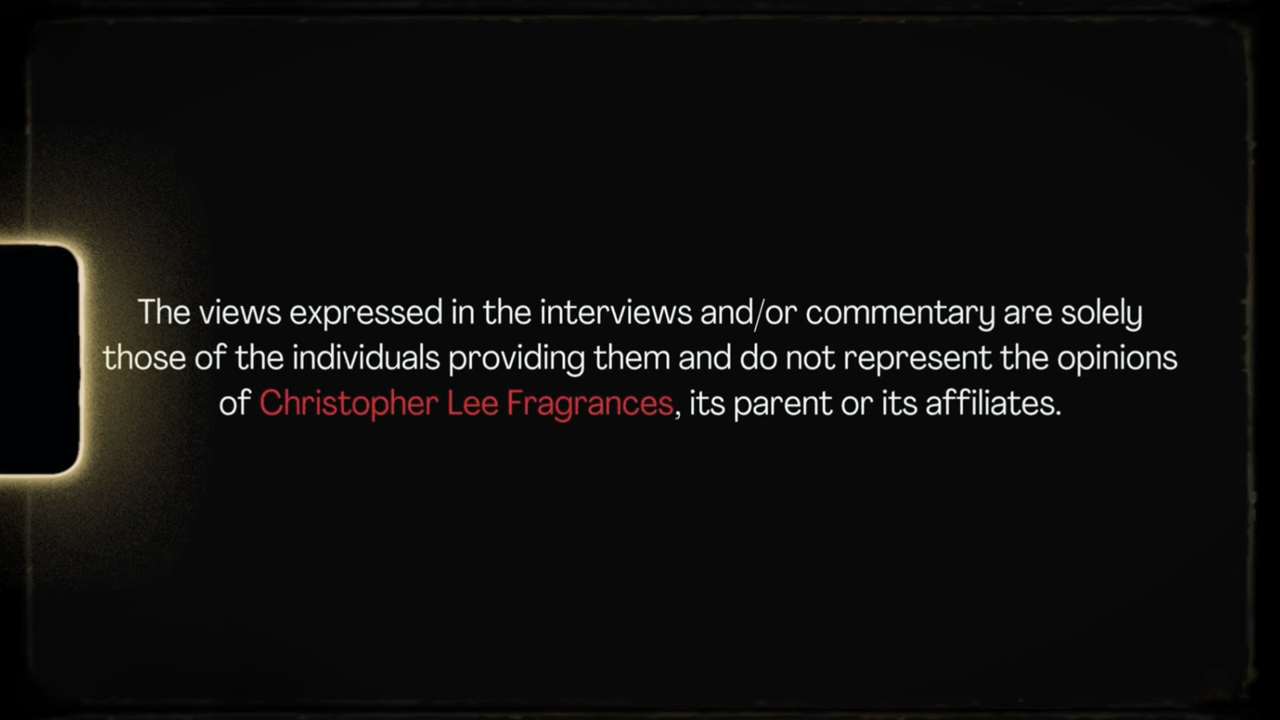 The views expressed in the interviews and/or commentary are solely
those of the individuals providing them and do not represent the opinions
of Christopher Lee Fragrances, its parent or its affiliates.